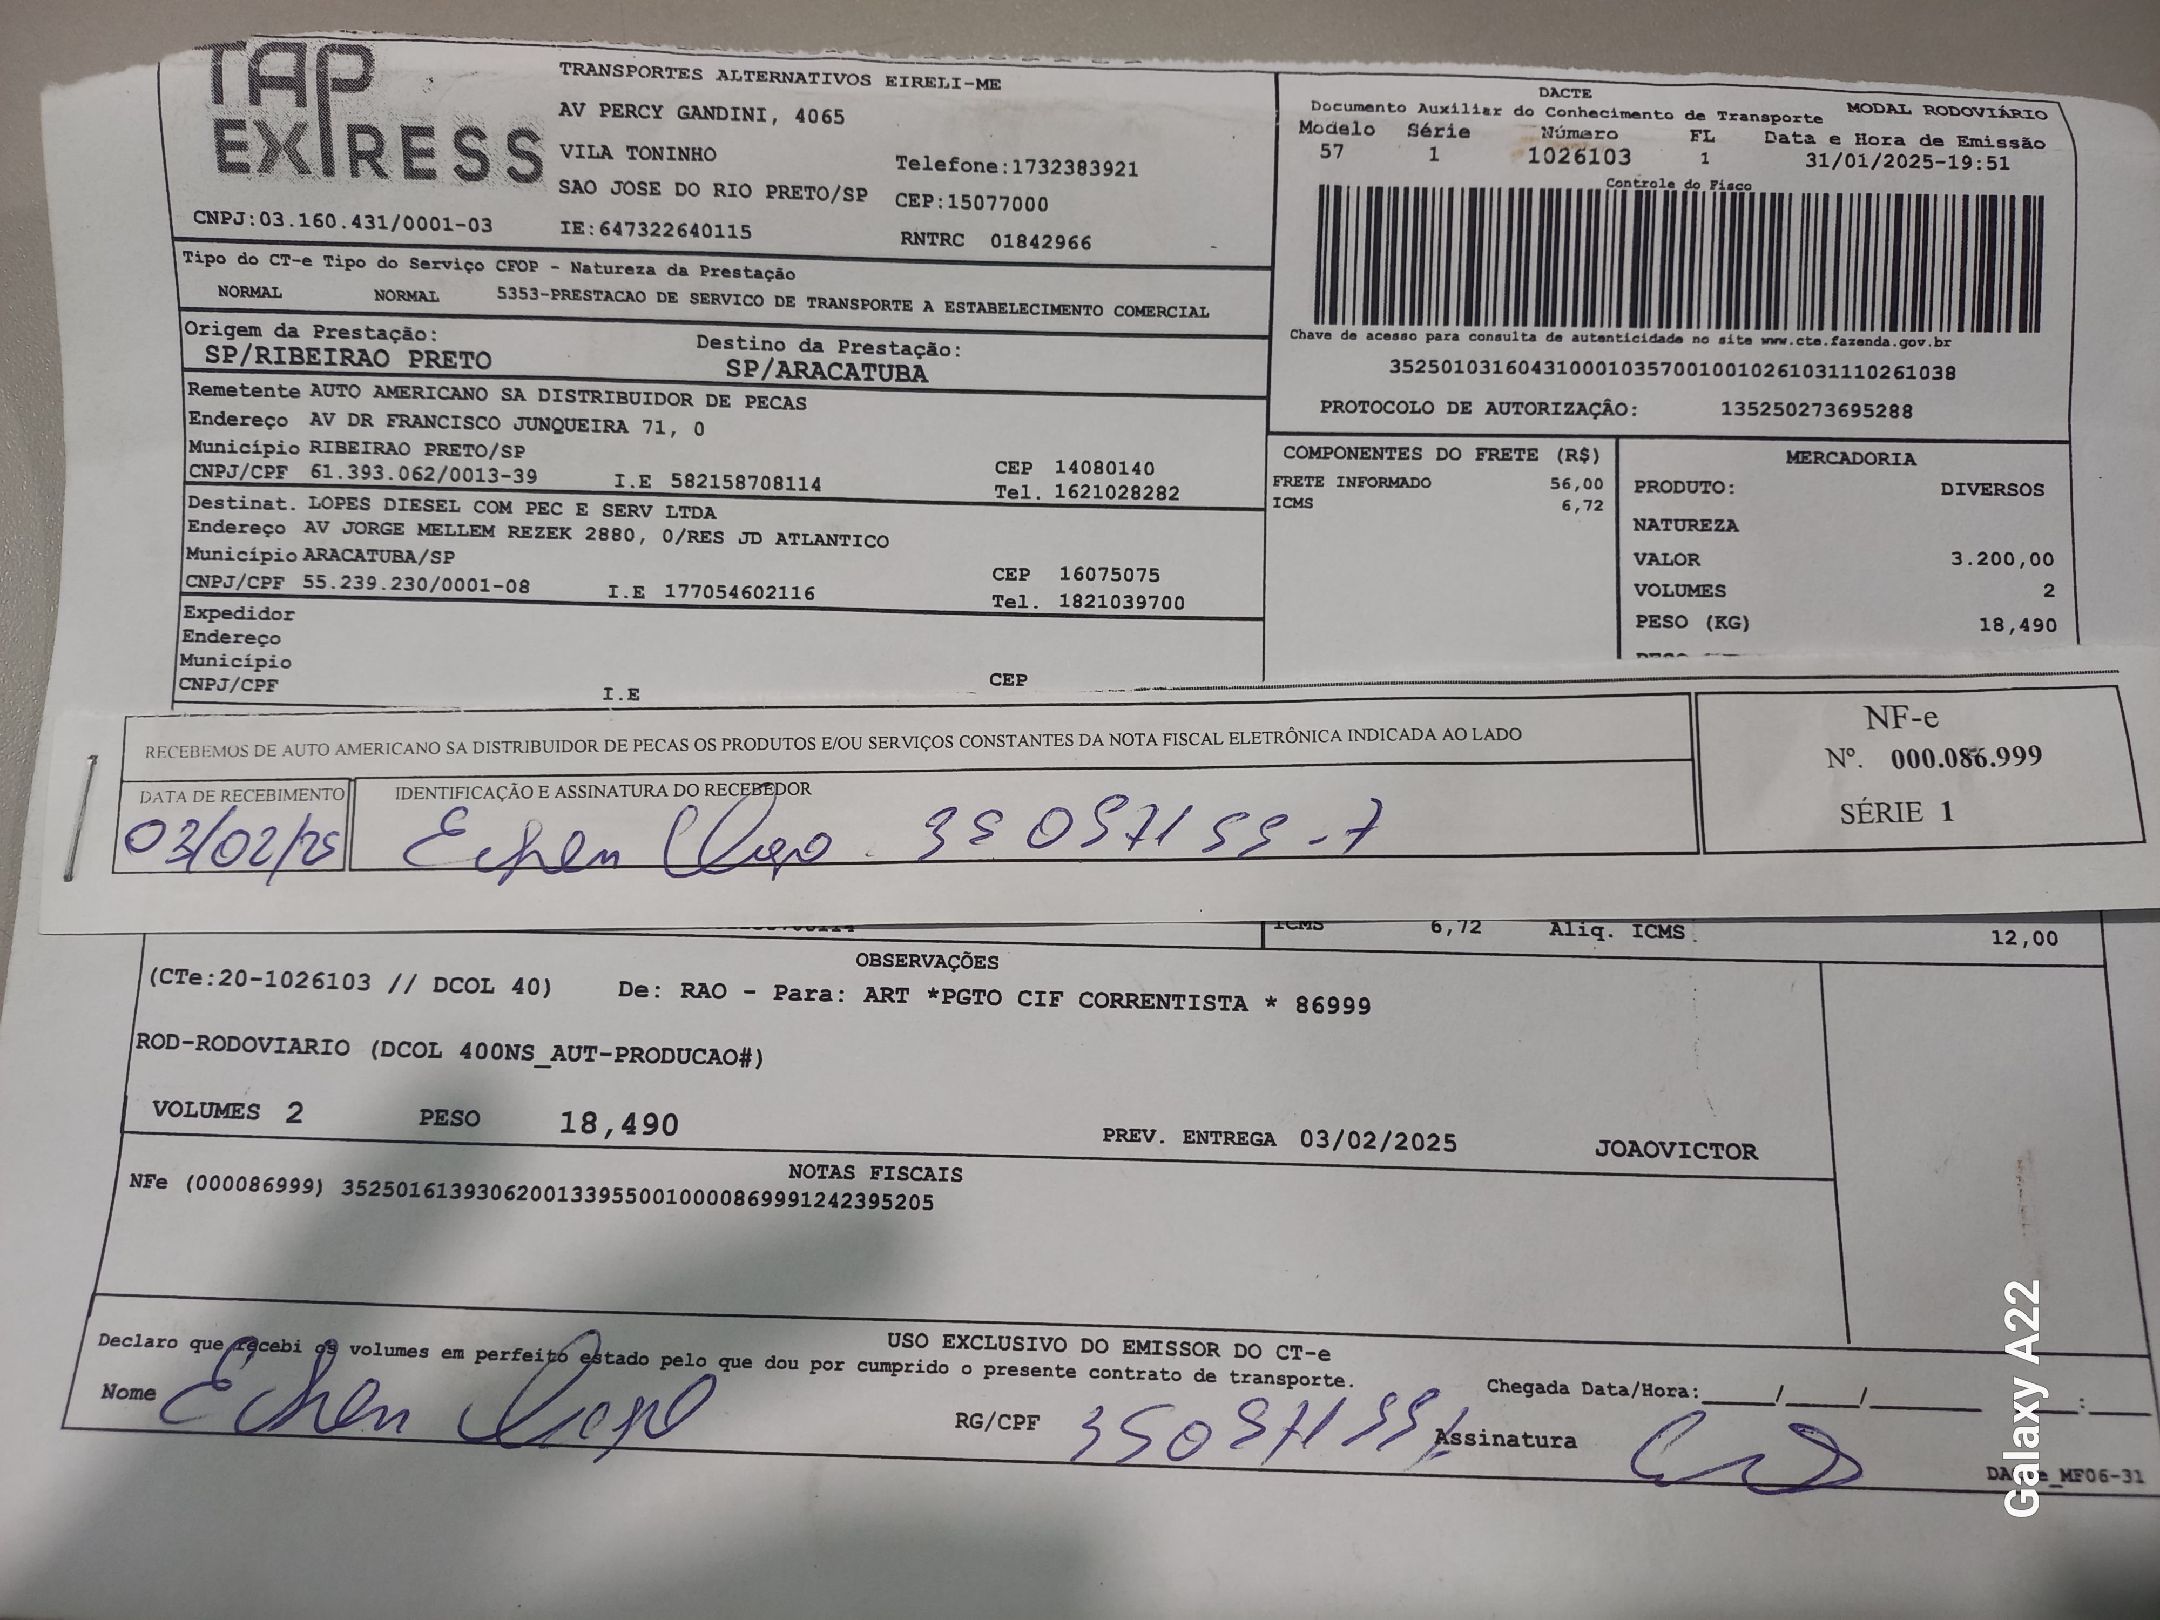 TAP
EXPRESS
TRANSPORTES ALTERNATIVOS EIRELI-ME
AV PERCY GANDINI, 4065
VILA TONINHO
Telefone:1732383921
SAO JOSE DO RIO PRETO/SP CEP:15077000
CNPJ:03.160.431/0001-03 IE:647322640115 RNTRC 01842966
DACTE
Documento Auxiliar do Conhecimento de Transporte MODAL RODOVIÁRIO
Modelo Série Número FL Data e Hora de Emissão
57 1 1026103 1 31/01/2025-19:51
Controle do Fisco
Chave de acesso para consulta de autenticidade no site www.cte.fazenda.gov.br
35250103160431000103570010010261031110261038
PROTOCOLO DE AUTORIZAÇÃO: 135250273695288
Tipo do CT-e Tipo do Serviço CFOP - Natureza da Prestação
NORMAL NORMAL 5353-PRESTACAO DE SERVICO DE TRANSPORTE A ESTABELECIMENTO COMERCIAL
Origem da Prestação: Destino da Prestação:
SP/RIBEIRAO PRETO SP/ARACATUBA
Remetente AUTO AMERICANO SA DISTRIBUIDOR DE PECAS
Endereço AV DR FRANCISCO JUNQUEIRA 71, 0
Município RIBEIRAO PRETO/SP CEP 14080140
CNPJ/CPF 61.393.062/0013-39 I.E 582158708114 Tel. 1621028282
Destinat. LOPES DIESEL COM PEC E SERV LTDA
Endereço AV JORGE MELLEM REZEK 2880, 0/RES JD ATLANTICO
Município ARACATUBA/SP CEP 16075075
CNPJ/CPF 55.239.230/0001-08 I.E 177054602116 Tel. 1821039700
Expedidor
Endereço
Município CEP
CNPJ/CPF I.E
COMPONENTES DO FRETE (R$)
FRETE INFORMADO 56,00
ICMS 6,72
MERCADORIA
PRODUTO: DIVERSOS
NATUREZA
VALOR 3.200,00
VOLUMES 2
PESO (KG) 18,490
RECEBEMOS DE AUTO AMERICANO SA DISTRIBUIDOR DE PECAS OS PRODUTOS E/OU SERVIÇOS CONSTANTES DA NOTA FISCAL ELETRÔNICA INDICADA AO LADO
DATA DE RECEBIMENTO IDENTIFICAÇÃO E ASSINATURA DO RECEBEDOR
03/02/25
NF-e
Nº. 000.086.999
SÉRIE 1
ICMS 6,72 Aliq. ICMS 12,00
OBSERVAÇÕES
(CTe:20-1026103 // DCOL 40) De: RAO - Para: ART *PGTO CIF CORRENTISTA * 86999
ROD-RODOVIARIO (DCOL 400NS_AUT-PRODUCAO#)
VOLUMES 2 PESO 18,490 PREV. ENTREGA 03/02/2025 JOAOVICTOR
NOTAS FISCAIS
NFe (000086999) 35250161393062001339550010000869991242395205
USO EXCLUSIVO DO EMISSOR DO CT-e
Declaro que recebi os volumes em perfeito estado pelo que dou por cumprido o presente contrato de transporte.
Nome RG/CPF Assinatura
Chegada Data/Hora:____/____/______ ___:___
Galaxy A22